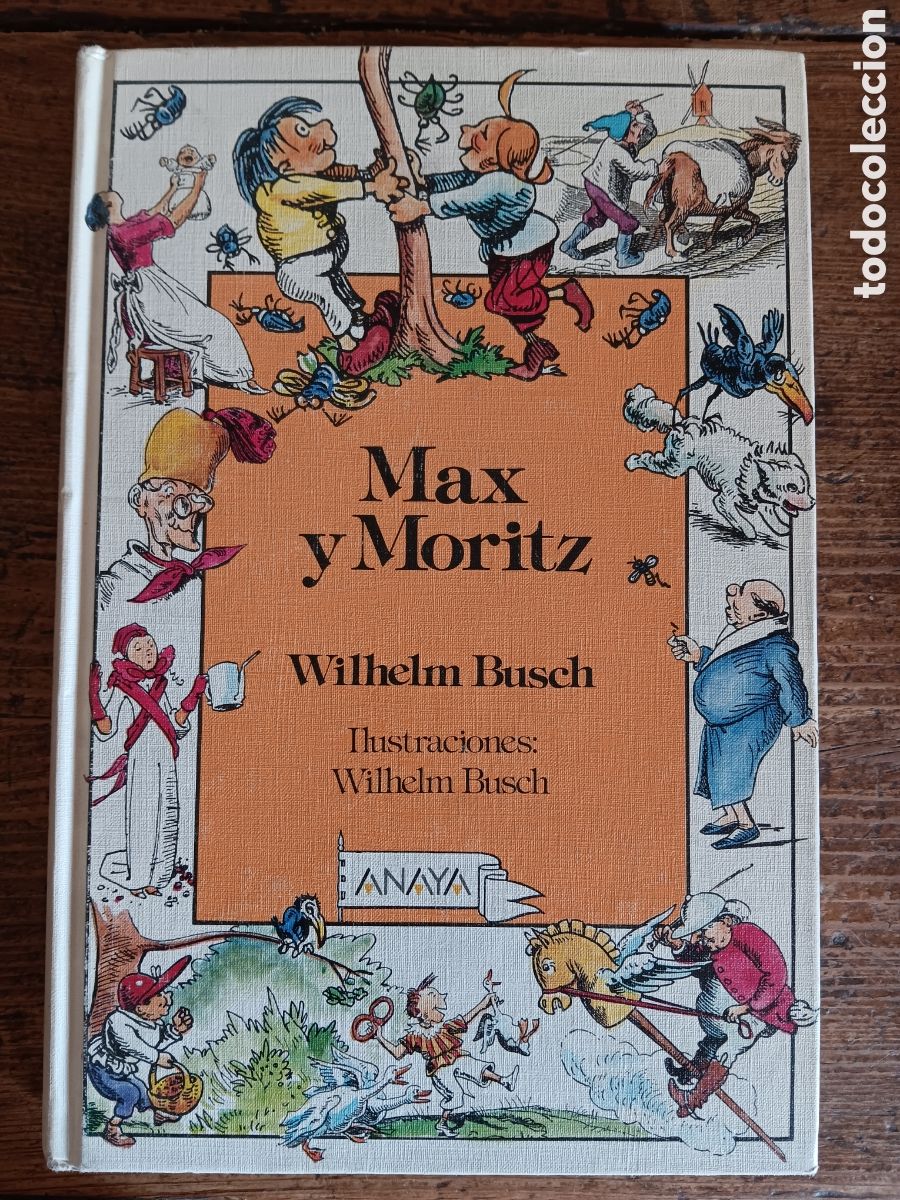 todocoleccion
Max
y Moritz
Wilhelm Busch
Ilustraciones:
Wilhelm Busch
ANAYA